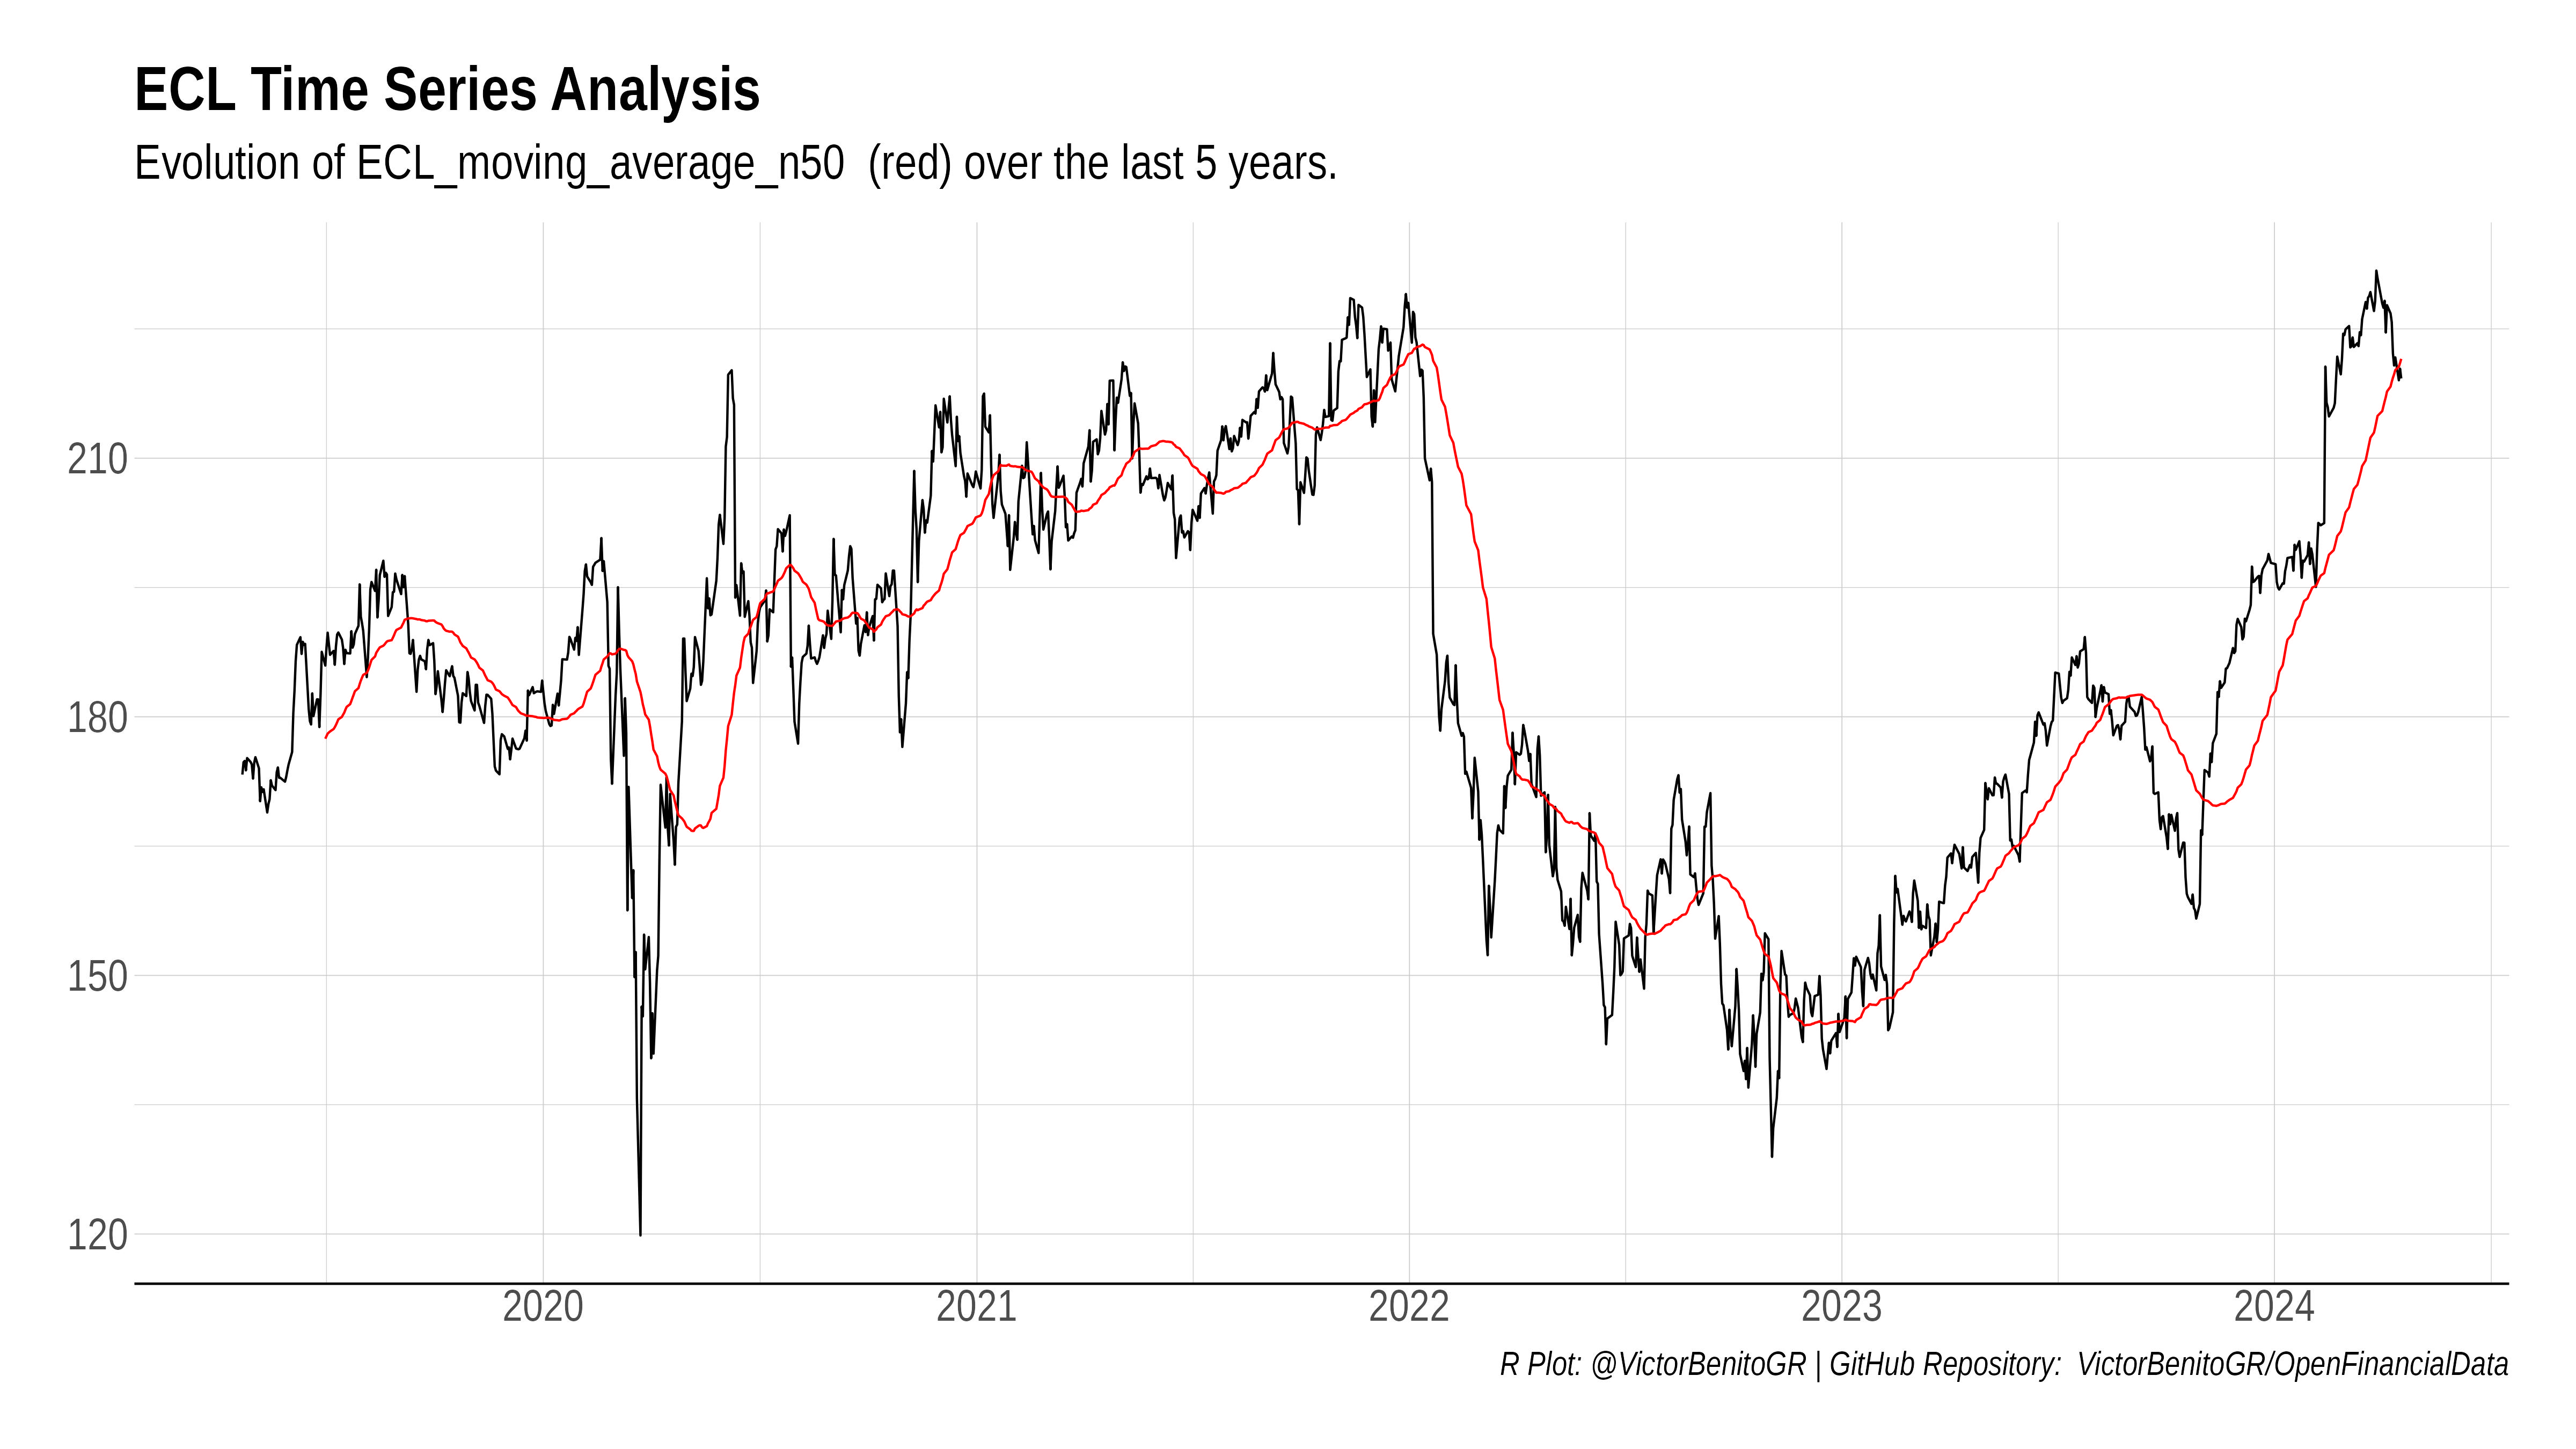 ECL Time Series Analysis
Evolution of ECL_moving_average_n50  (red) over the last 5 years.
210
180
150
120
2020 2021 2022 2023 2024
R Plot: @VictorBenitoGR | GitHub Repository:  VictorBenitoGR/OpenFinancialData